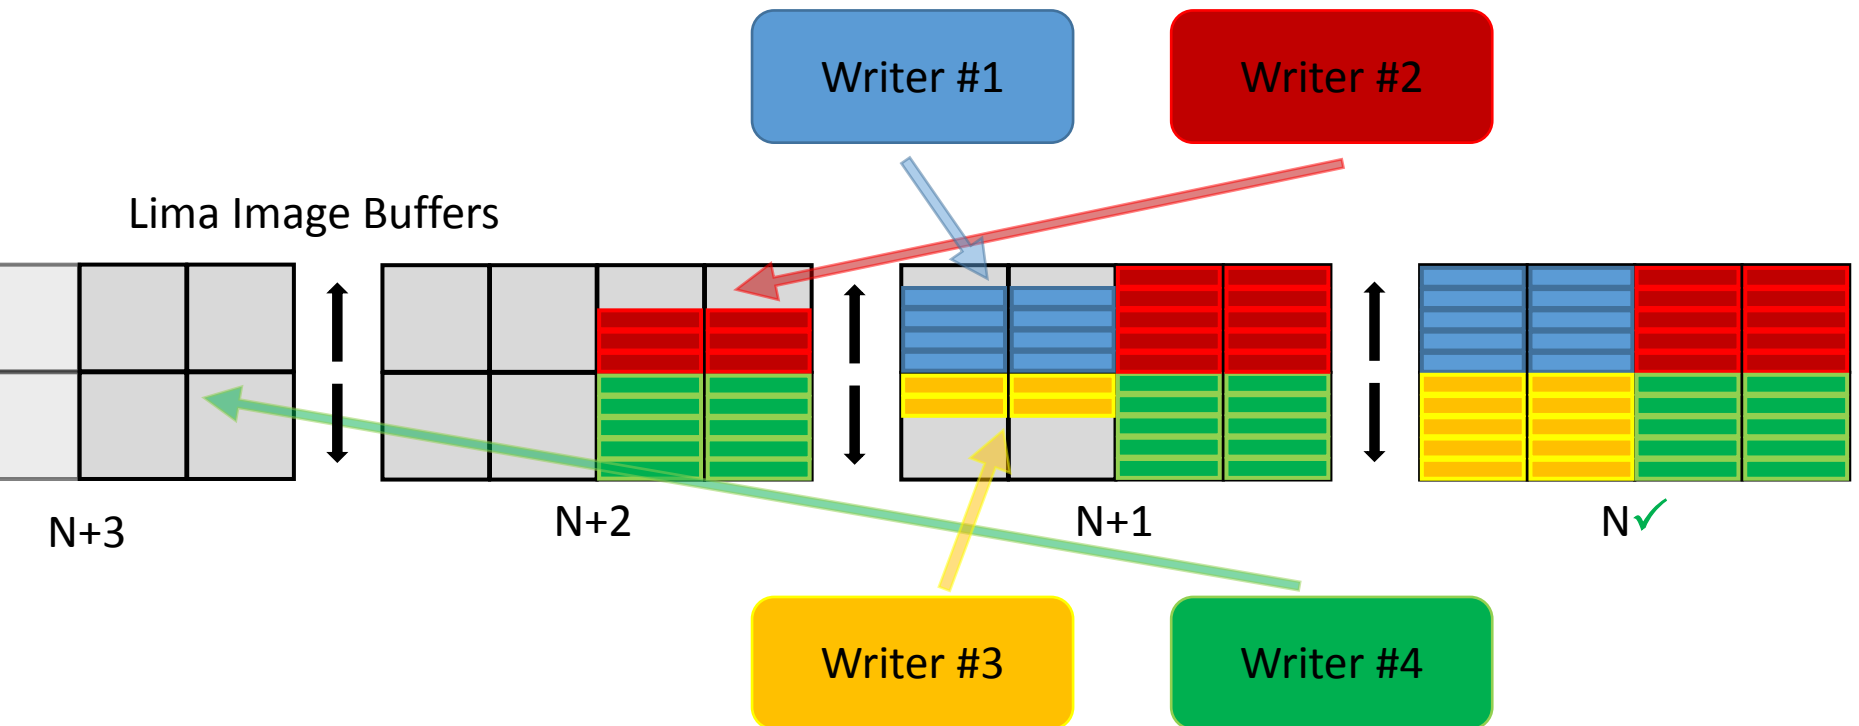 Writer #1
Writer #2
Lima Image Buffers
N+3
N+2
N+1
N✓
Writer #3
Writer #4